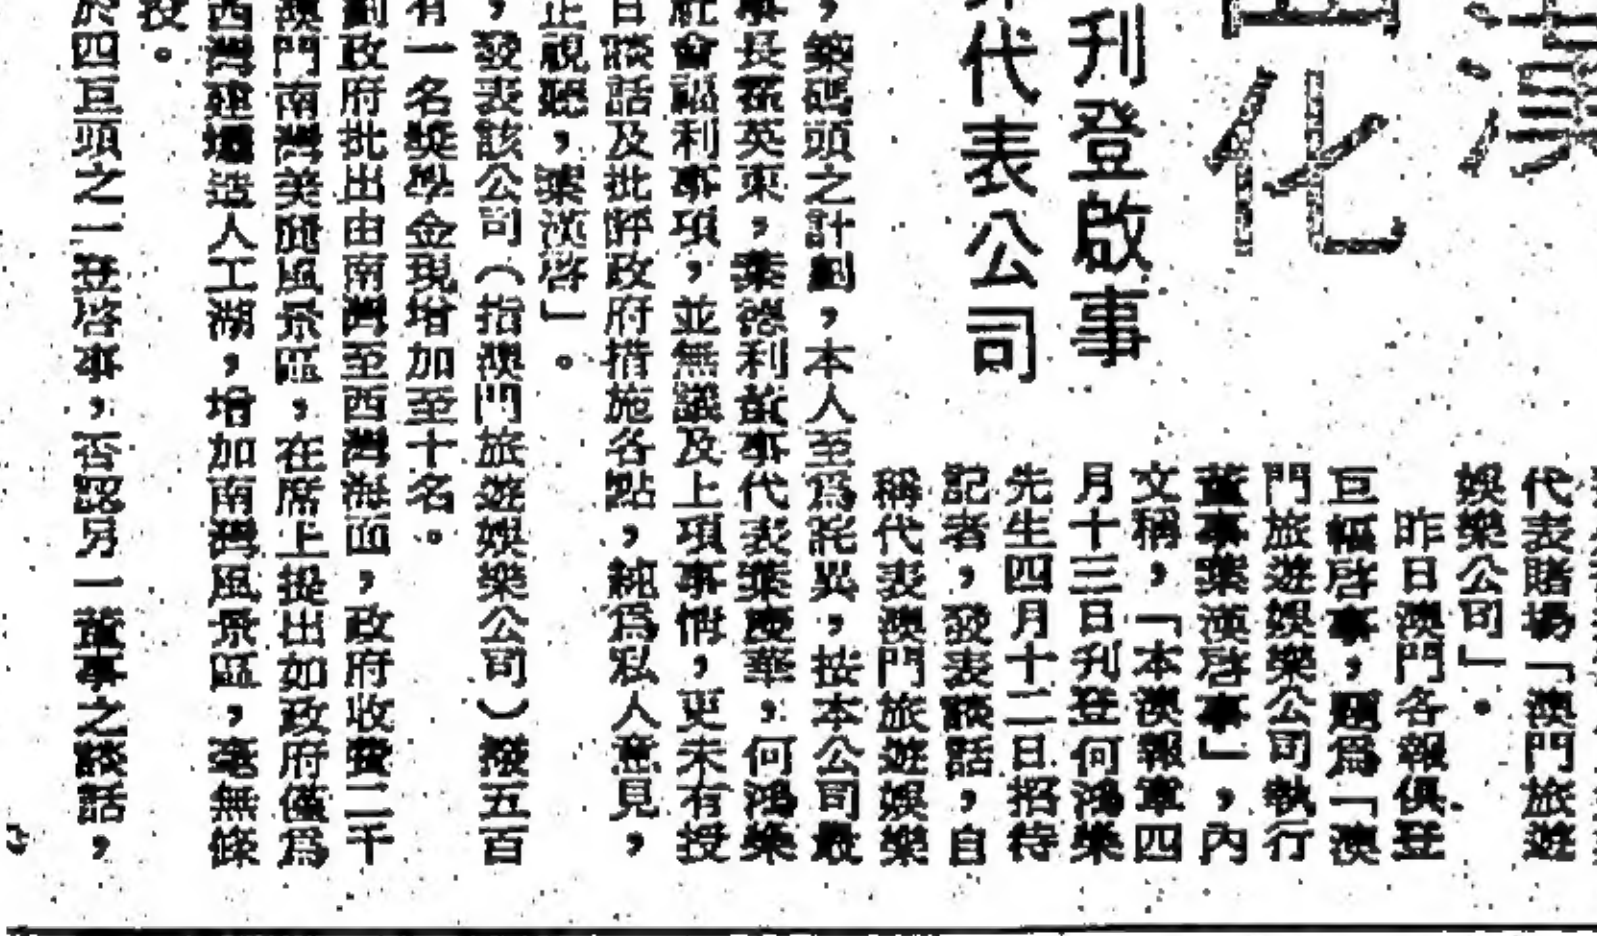 化
刊登啟事
代表公司
代表賭場「澳門旅遊
娛樂公司」。
昨日澳門各報俱登
巨幅啓事，題爲「澳
門旅遊娛樂公司執行
董事葉漢啓事」，內
文稱，「本澳報章四
月十三日刊登何鴻燊
先生四月十二日招待
記者，發表談話，自
稱代表澳門旅遊娛樂
，築碼頭之計劃，本人至爲詫異，按本公司最
事長霍英東，葉德利董事代表葉慶華，何鴻燊
社會福利事項，並無議及上項事情，更未有授
日談話及批評政府措施各點，純爲私人意見，
正視聽，葉漢啓」。
，發表該公司（指澳門旅遊娛樂公司）撥五百
有一名獎學金現增加至十名。
劃政府批出由南灣至西灣海面，政府收費二千
澳門南灣美麗風景區，在席上提出如政府僅爲
西灣建壩造人工湖，增加南灣風景區，毫無條
投。
於四巨頭之一登啓事，否認另一董事之談話，